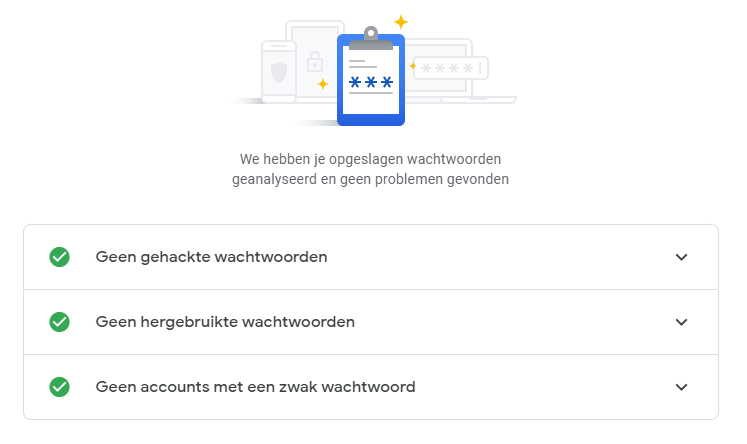 We hebben je opgeslagen wachtwoorden
geanalyseerd en geen problemen gevonden
Geen gehackte wachtwoorden
Geen hergebruikte wachtwoorden
Geen accounts met een zwak wachtwoord